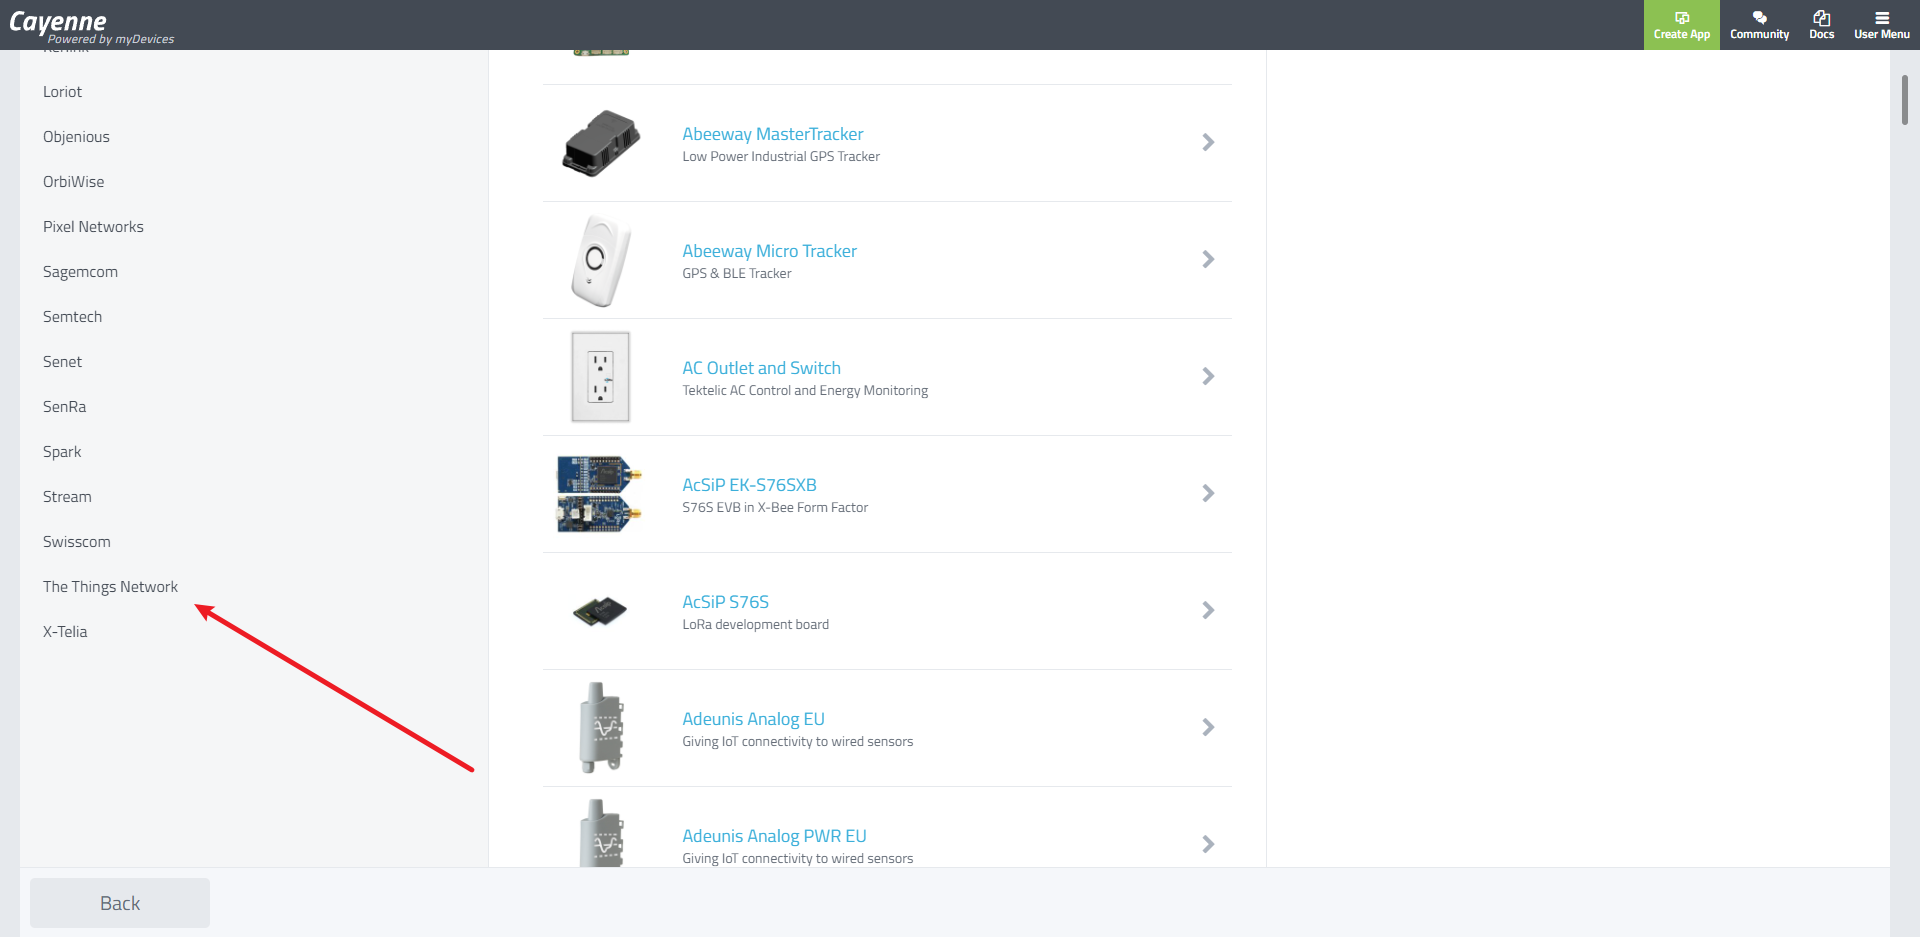 Cayenne
Powered by myDevices
Create App
Community
Docs
User Menu
Loriot
Objenious
OrbiWise
Pixel Networks
Sagemcom
Semtech
Senet
SenRa
Spark
Stream
Swisscom
The Things Network
X-Telia
Abeeway MasterTracker
Low Power Industrial GPS Tracker
Abeeway Micro Tracker
GPS & BLE Tracker
AC Outlet and Switch
Tektelic AC Control and Energy Monitoring
AcSiP EK-S76SXB
S76S EVB in X-Bee Form Factor
AcSiP S76S
LoRa development board
Adeunis Analog EU
Giving IoT connectivity to wired sensors
Adeunis Analog PWR EU
Giving IoT connectivity to wired sensors
Back